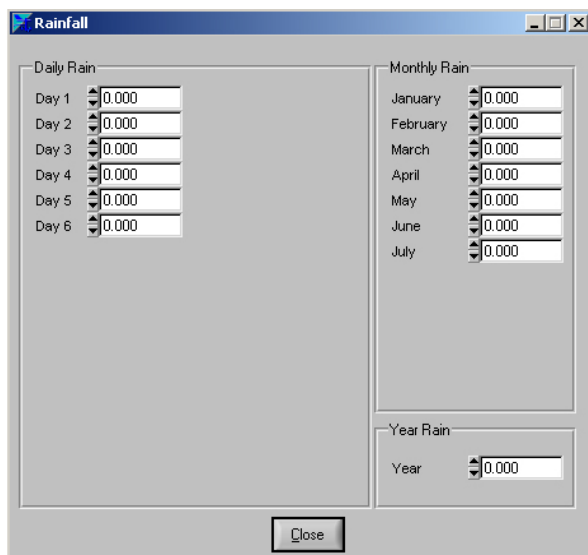 Rainfall
Daily Rain
Day 1 0.000
Day 2 0.000
Day 3 0.000
Day 4 0.000
Day 5 0.000
Day 6 0.000
Monthly Rain
January 0.000
February 0.000
March 0.000
April 0.000
May 0.000
June 0.000
July 0.000
Year Rain
Year 0.000
Close